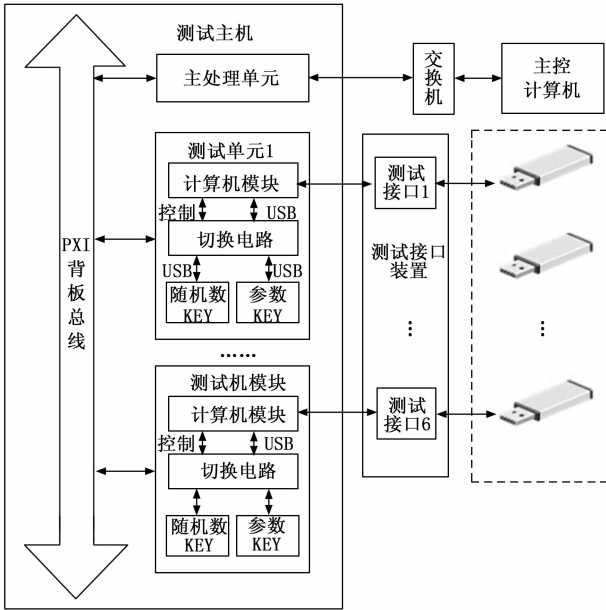 测试主机
主处理单元
交
换
机
主控
计算机
PXI
背
板
总
线
测试单元1
计算机模块
控制
USB
切换电路
USB
USB
随机数
KEY
参数
KEY
……
测试机模块
计算机模块
控制
USB
切换电路
随机数
KEY
参数
KEY
测试
接口1
测试接口
装置
⋮
测试
接口6
⋮